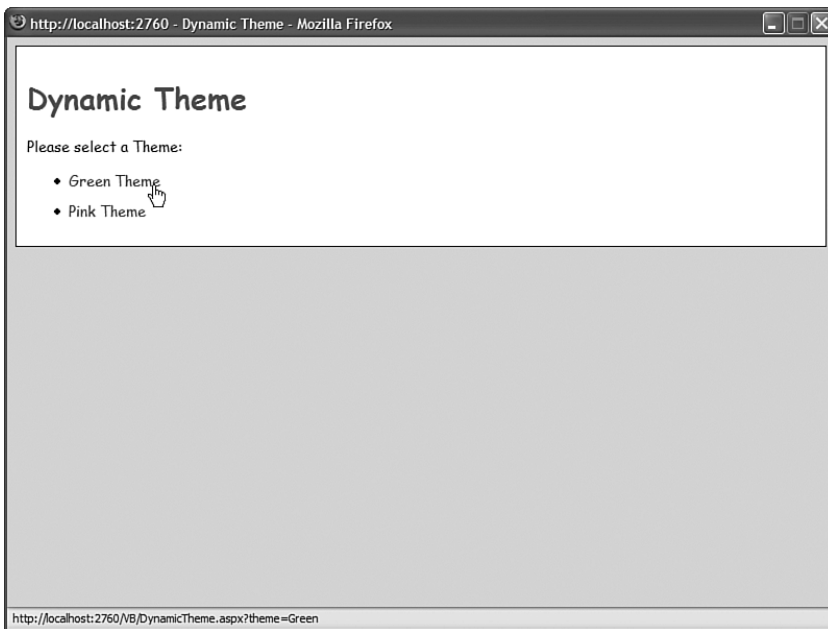 http://localhost:2760 - Dynamic Theme - Mozilla Firefox
Dynamic Theme
Please select a Theme:
• Green Theme
• Pink Theme
http://localhost:2760/VB/DynamicTheme.aspx?theme=Green